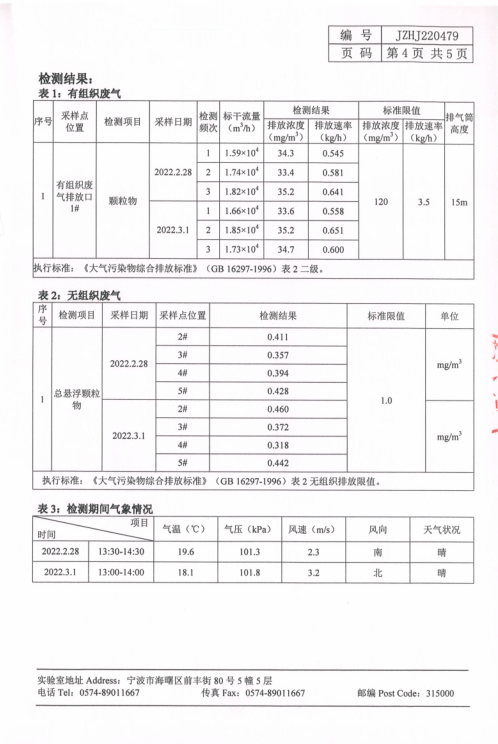 编 号 JZHJ220479
页 码 第 4 页 共 5 页
检测结果：
表 1：有组织废气
序号 采样点位置 检测项目 采样日期 检测频次 标干流量（m³/h） 检测结果 标准限值 排气筒高度
排放浓度（mg/m³） 排放速率（kg/h） 排放浓度（mg/m³） 排放速率（kg/h）
1 有组织废气排放口1# 颗粒物 2022.2.28 1 1.59×10⁴ 34.3 0.545 120 3.5 15m
2 1.74×10⁴ 33.4 0.581
3 1.82×10⁴ 35.2 0.641
2022.3.1 1 1.66×10⁴ 33.6 0.558
2 1.85×10⁴ 35.2 0.651
3 1.73×10⁴ 34.7 0.600
执行标准：《大气污染物综合排放标准》（GB 16297-1996）表 2 二级。
表 2：无组织废气
序号 检测项目 采样日期 采样点位置 检测结果 标准限值 单位
1 总悬浮颗粒物 2022.2.28 2# 0.411 1.0 mg/m³
3# 0.357
4# 0.394
5# 0.428
2022.3.1 2# 0.460 mg/m³
3# 0.372
4# 0.318
5# 0.442
执行标准：《大气污染物综合排放标准》（GB 16297-1996）表 2 无组织排放限值。
表 3：检测期间气象情况
时间 项目 气温（℃） 气压（kPa） 风速（m/s） 风向 天气状况
2022.2.28 13:30-14:30 19.6 101.3 2.3 南 晴
2022.3.1 13:00-14:00 18.1 101.8 3.2 北 晴
实验室地址 Address：宁波市海曙区前丰街 80 号 5 幢 5 层
电话 Tel：0574-89011667 传真 Fax：0574-89011667 邮编 Post Code：315000